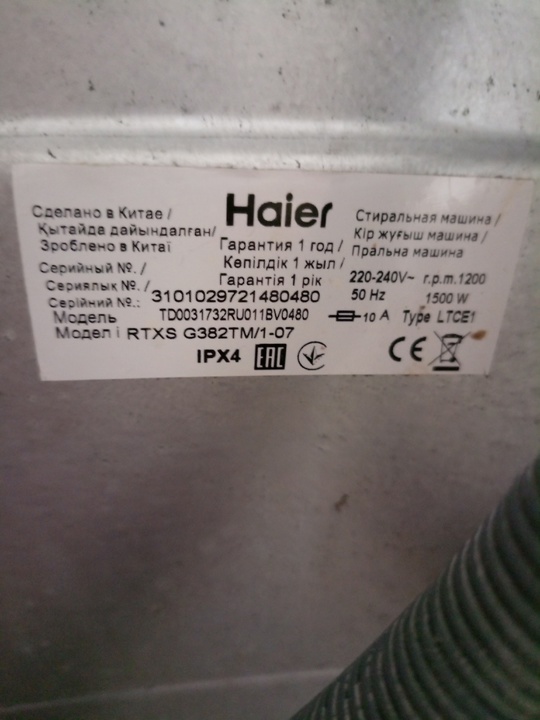 Haier
Сделано в Китае /
Қытайда дайындалған/
Зроблено в Китаї
Гарантия 1 год /
Кепілдік 1 жыл /
Гарантія 1 рік
Стиральная машина /
Кір жуғыш машина /
Пральна машина
Серийный №. /
Сериялық №. /
Серійний №.: 3101029721480480
TD0031732RU011BV0480
Модель
Моделі RTXS G382TM/1-07
220-240V~ r.p.m.1200
50 Hz 1500 W
10 A Type LTCE1
IPX4 EAC CE